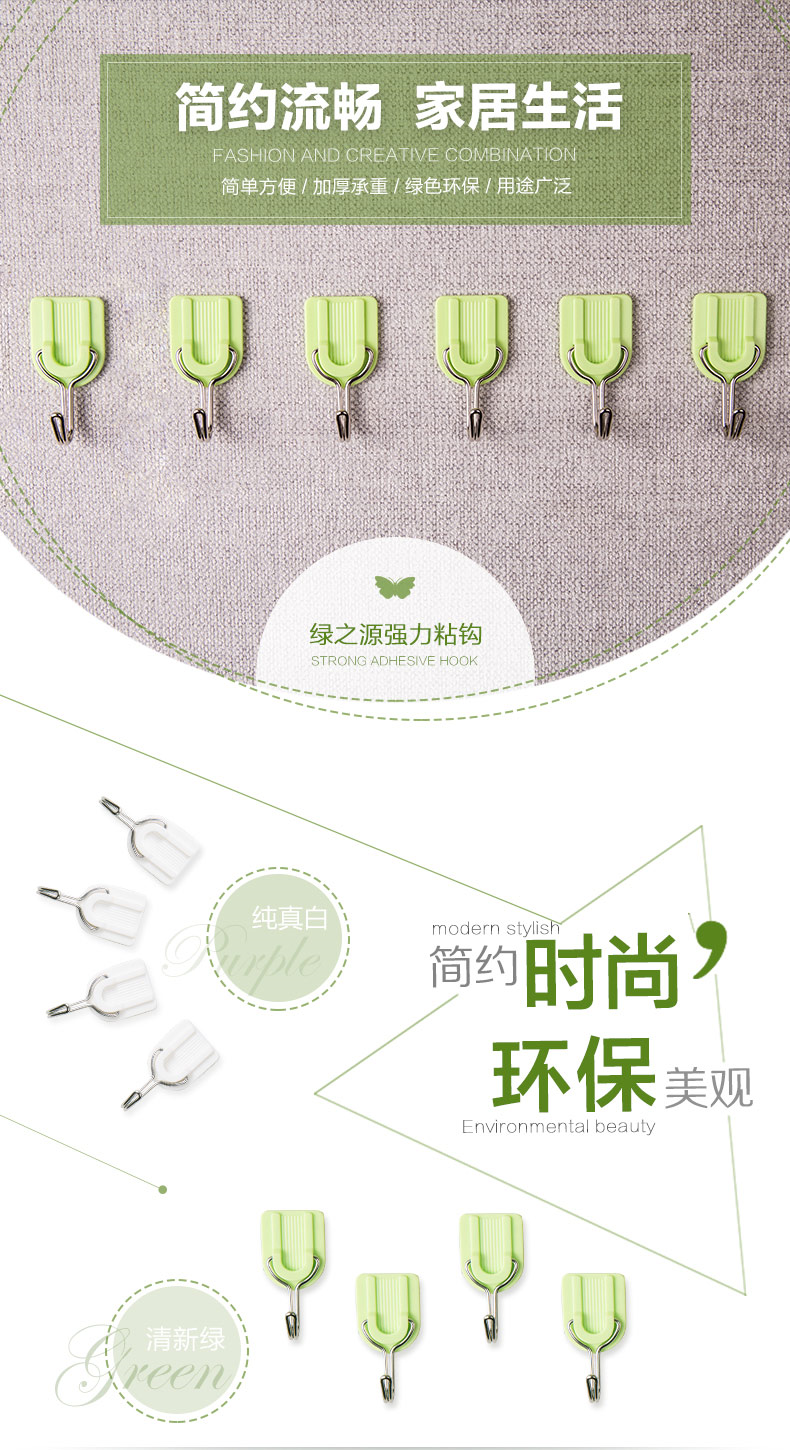 简约流畅 家居生活
FASHION AND CREATIVE COMBINATION
简单方便 / 加厚承重 / 绿色环保 / 用途广泛
绿之源强力粘钩
STRONG ADHESIVE HOOK
纯真白
Purple
modern stylish
简约时尚,
环保美观
Environmental beauty
清新绿
Green